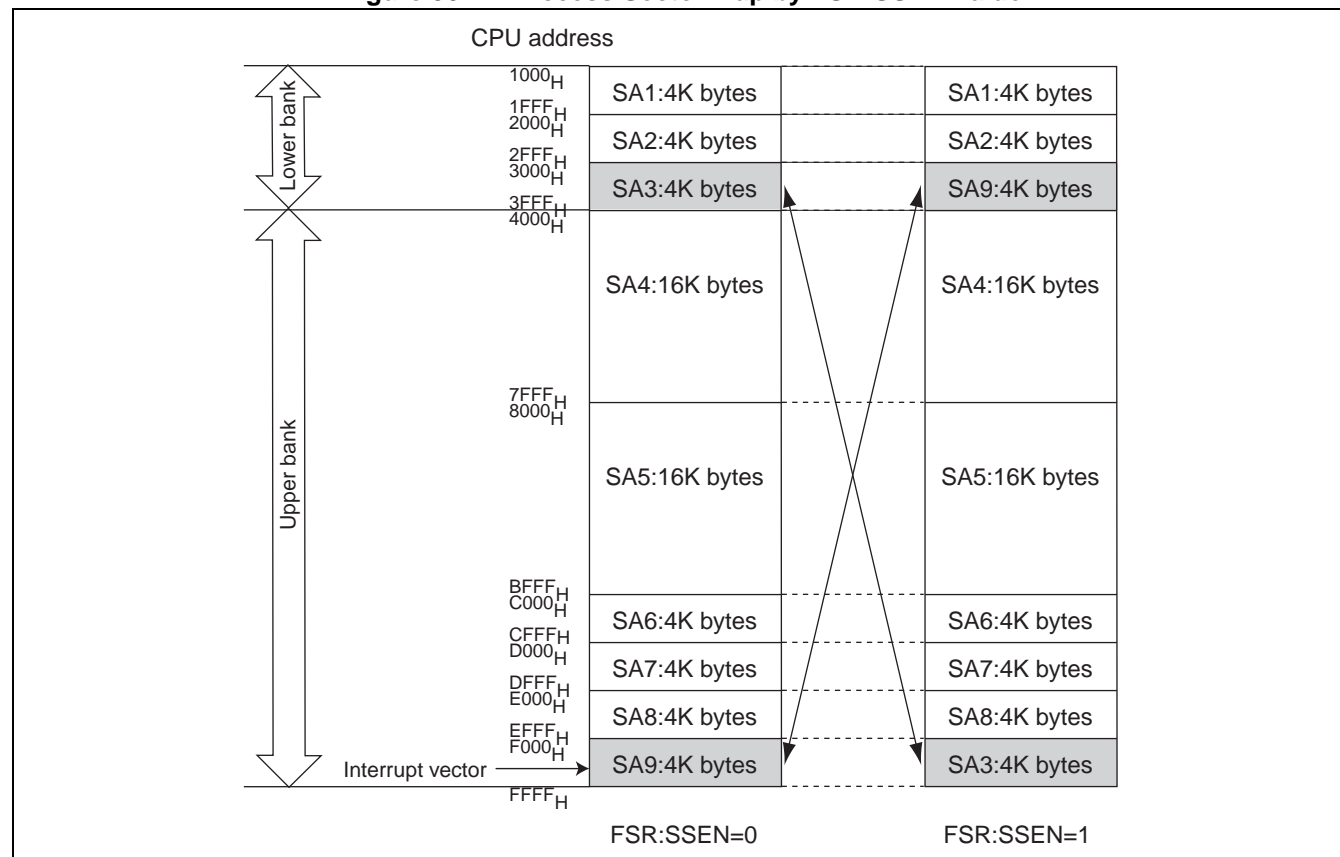 CPU address
Lower bank
Upper bank
1000H
1FFFH
2000H
2FFFH
3000H
3FFFH
4000H
7FFFH
8000H
BFFFH
C000H
CFFFH
D000H
DFFFH
E000H
EFFFH
F000H
FFFFH
Interrupt vector
SA1:4K bytes
SA2:4K bytes
SA3:4K bytes
SA4:16K bytes
SA5:16K bytes
SA6:4K bytes
SA7:4K bytes
SA8:4K bytes
SA9:4K bytes
FSR:SSEN=0
SA1:4K bytes
SA2:4K bytes
SA9:4K bytes
SA4:16K bytes
SA5:16K bytes
SA6:4K bytes
SA7:4K bytes
SA8:4K bytes
SA3:4K bytes
FSR:SSEN=1